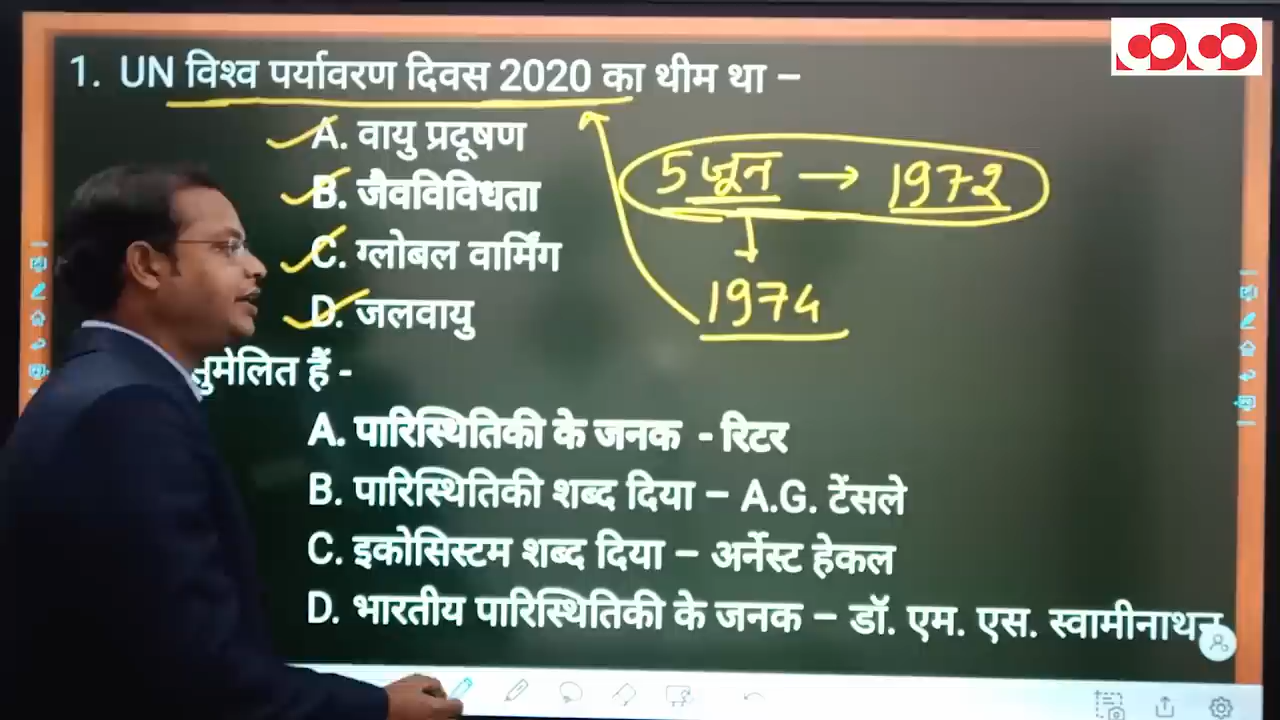 1. UN विश्व पर्यावरण दिवस 2020 का थीम था –
A. वायु प्रदूषण
B. जैवविविधता
C. ग्लोबल वार्मिंग
D. जलवायु
5 जून → 1972
1974
सुमेलित हैं -
A. पारिस्थितिकी के जनक - रिटर
B. पारिस्थितिकी शब्द दिया – A.G. टेंसले
C. इकोसिस्टम शब्द दिया – अर्नेस्ट हेकल
D. भारतीय पारिस्थितिकी के जनक – डॉ. एम. एस. स्वामीनाथन